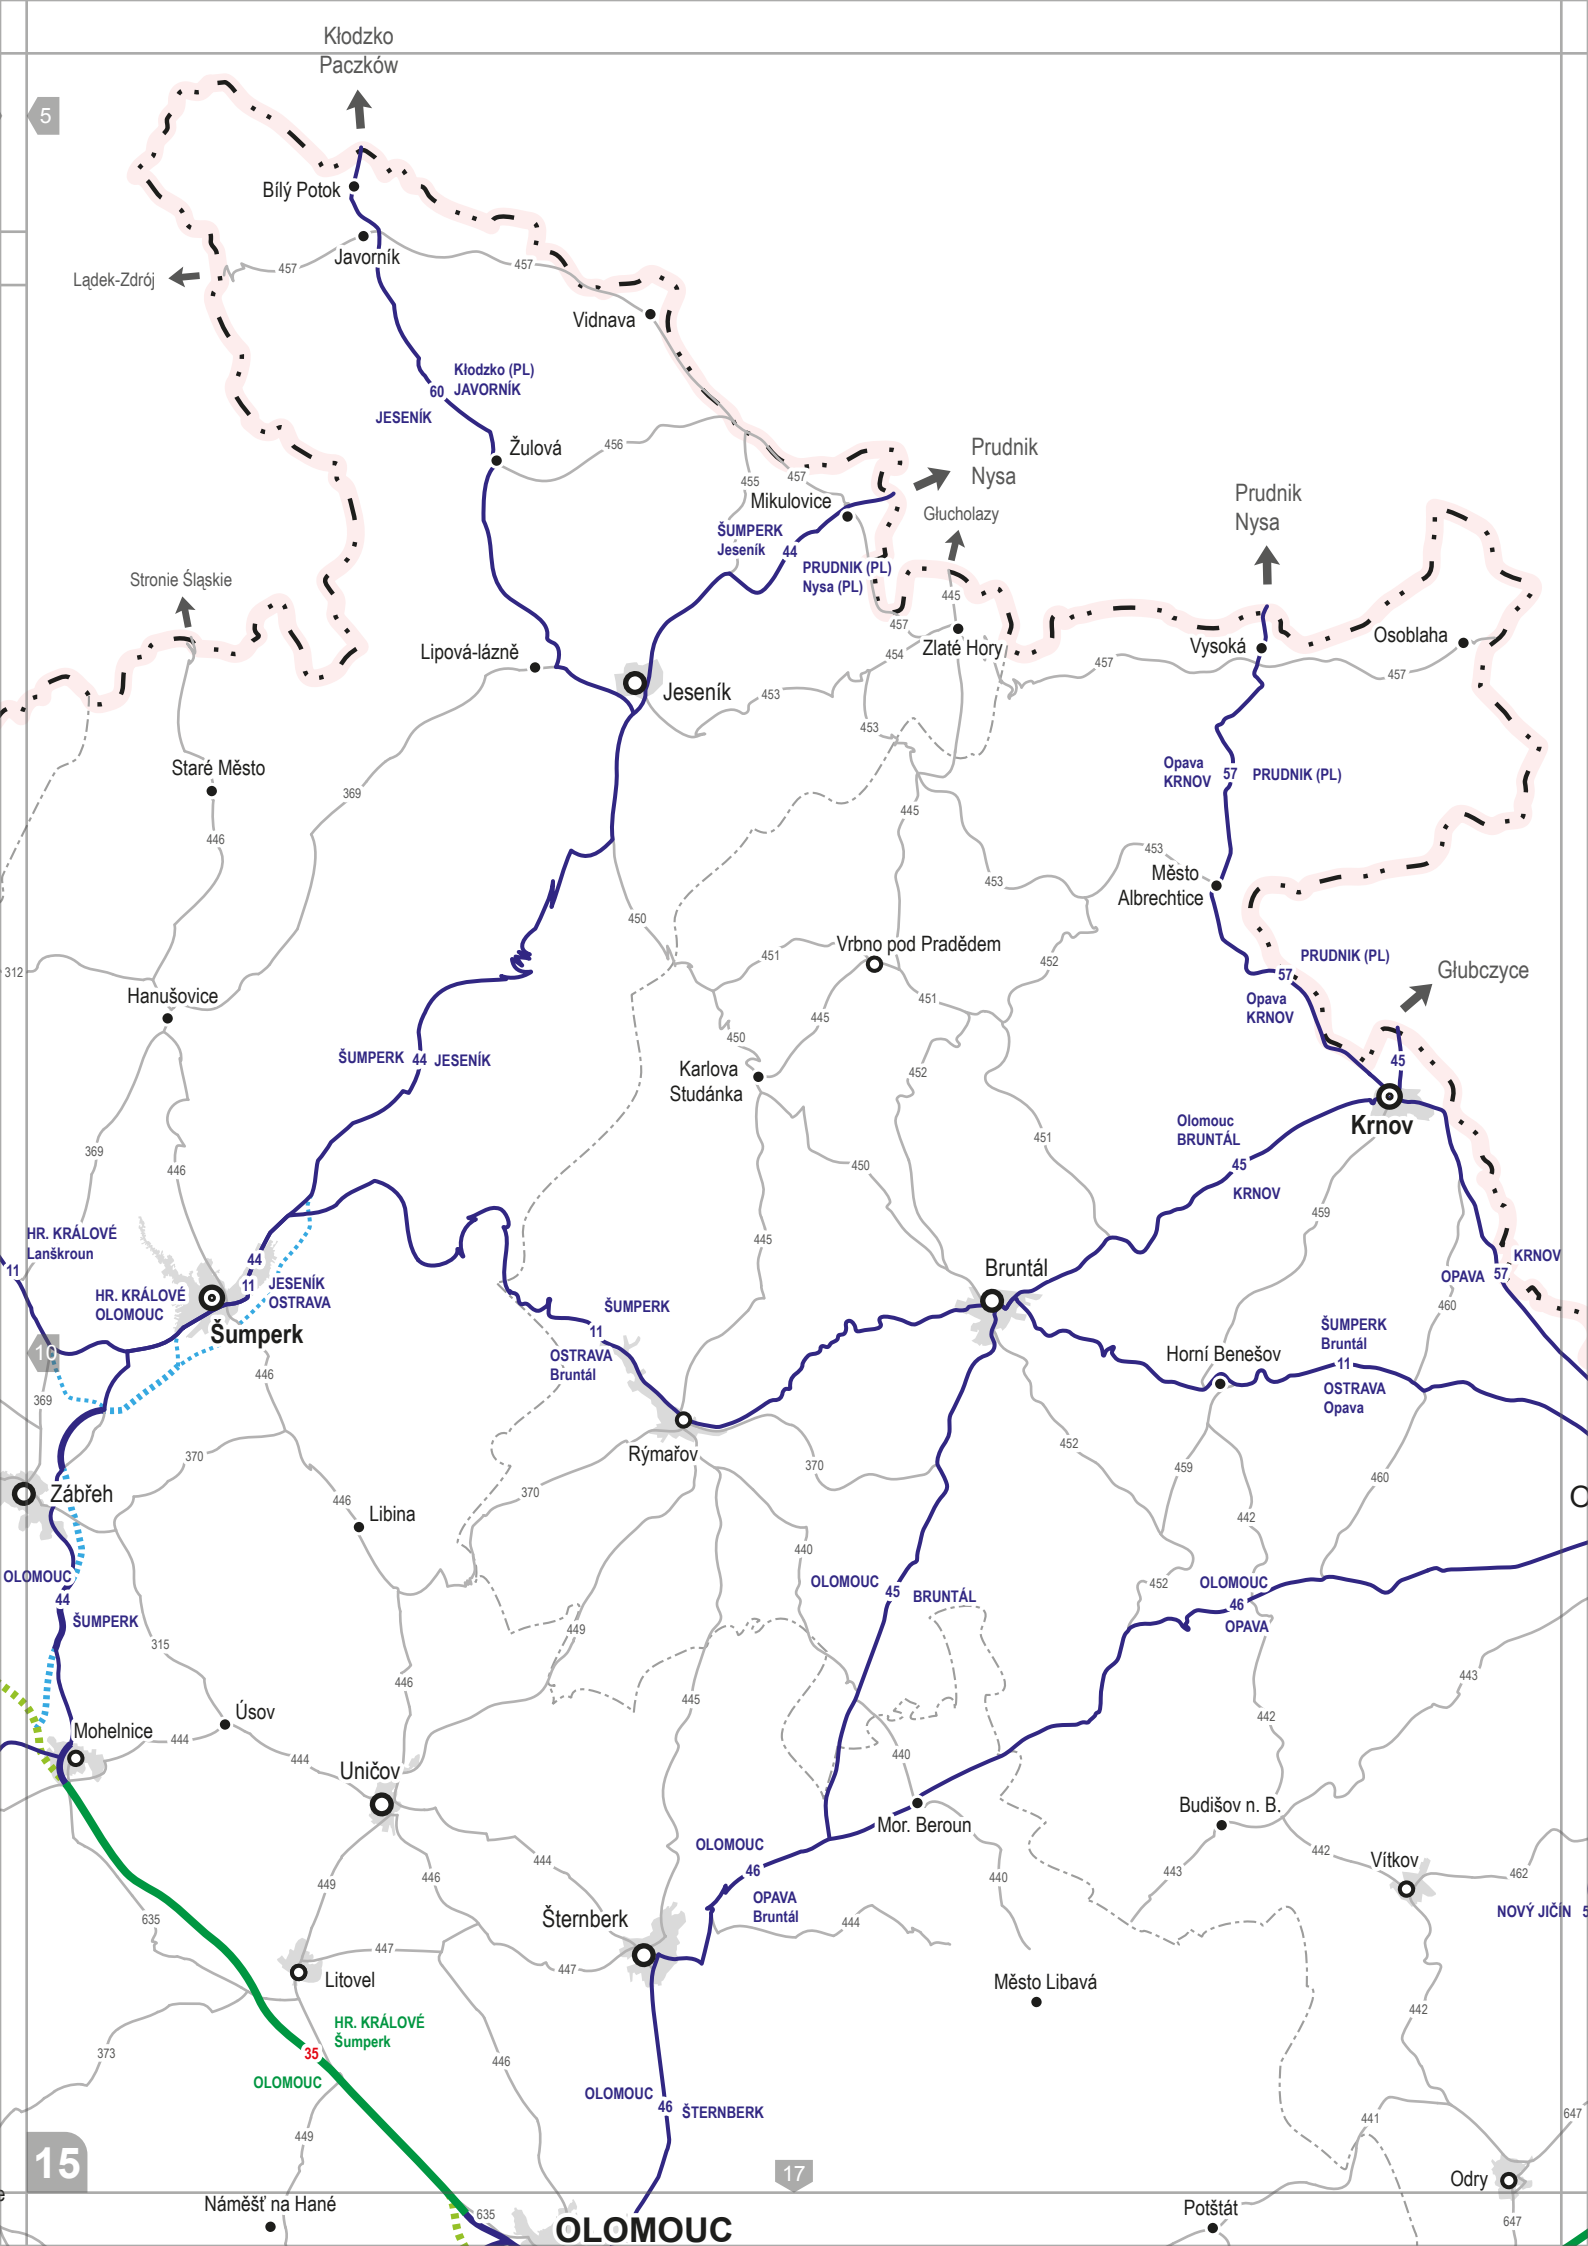 Kłodzko
Paczków
5
Bílý Potok
Javorník
Lądek-Zdrój
457
457
Vidnava
Kłodzko (PL)
60
JAVORNÍK
JESENÍK
Žulová
456
455
457
Prudnik
Nysa
Mikulovice
Głucholazy
Prudnik
Nysa
ŠUMPERK
Jeseník
44
PRUDNIK (PL)
Nysa (PL)
Stronie Śląskie
445
457
Zlaté Hory
454
Vysoká
Osoblaha
457
457
Lipová-lázně
Jeseník
453
453
Staré Město
369
446
Opava
KRNOV
57
PRUDNIK (PL)
445
453
453
Město
Albrechtice
450
Vrbno pod Pradědem
451
452
451
312
Hanušovice
445
450
PRUDNIK (PL)
57
Opava
KRNOV
Głubczyce
45
ŠUMPERK
44
JESENÍK
Karlova
Studánka
452
Krnov
Olomouc
BRUNTÁL
45
KRNOV
369
446
451
450
459
445
HR. KRÁLOVÉ
Lanškroun
11
44
11
JESENÍK
OSTRAVA
HR. KRÁLOVÉ
OLOMOUC
Šumperk
Bruntál
KRNOV
OPAVA
57
460
ŠUMPERK
11
OSTRAVA
Bruntál
ŠUMPERK
Bruntál
11
OSTRAVA
Opava
Horní Benešov
10
446
369
370
Rýmařov
370
370
452
459
460
Zábřeh
446
Libina
442
440
OLOMOUC
44
ŠUMPERK
OLOMOUC
45
BRUNTÁL
452
OLOMOUC
46
OPAVA
315
449
446
445
443
442
Úsov
Mohelnice
444
444
440
Uničov
Mor. Beroun
Budišov n. B.
442
Vítkov
462
443
444
446
449
OLOMOUC
46
OPAVA
Bruntál
440
635
Šternberk
444
NOVÝ JIČÍN
5
447
447
Litovel
Město Libavá
442
HR. KRÁLOVÉ
Šumperk
35
OLOMOUC
373
446
OLOMOUC
46
ŠTERNBERK
449
441
647
15
17
Odry
Náměšť na Hané
635
OLOMOUC
Potštát
647